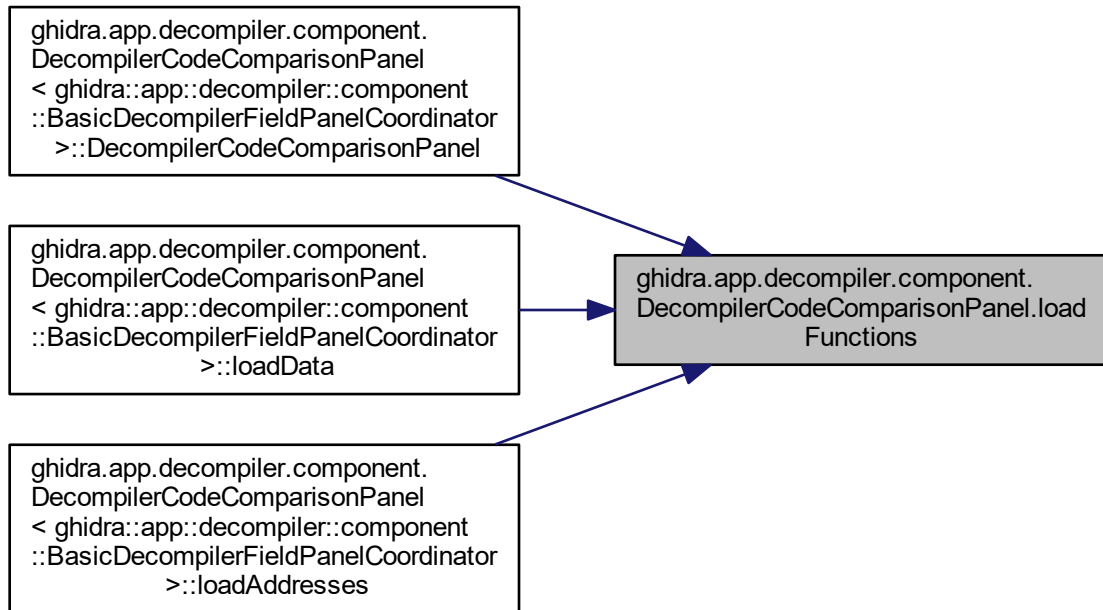 ghidra.app.decompiler.component.
DecompilerCodeComparisonPanel
< ghidra::app::decompiler::component
::BasicDecompilerFieldPanelCoordinator
>::DecompilerCodeComparisonPanel
ghidra.app.decompiler.component.
DecompilerCodeComparisonPanel
< ghidra::app::decompiler::component
::BasicDecompilerFieldPanelCoordinator
>::loadData
ghidra.app.decompiler.component.
DecompilerCodeComparisonPanel
< ghidra::app::decompiler::component
::BasicDecompilerFieldPanelCoordinator
>::loadAddresses
ghidra.app.decompiler.component.
DecompilerCodeComparisonPanel.load
Functions